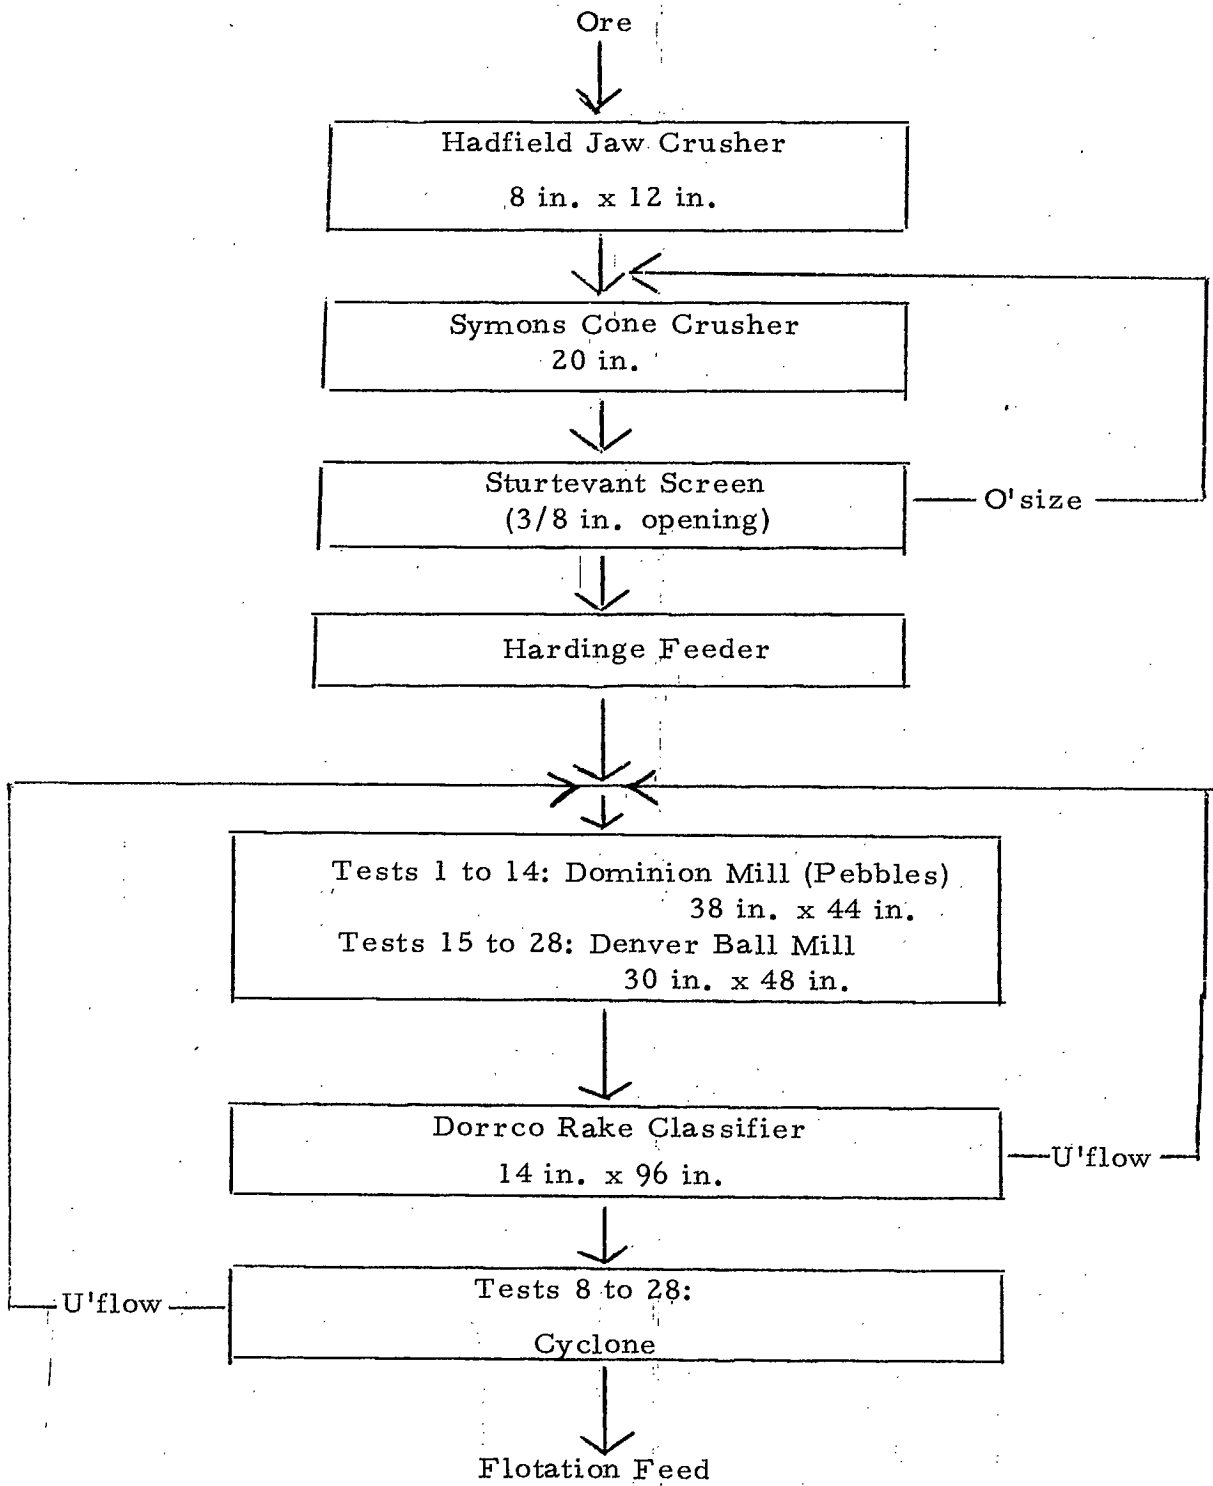 Ore
Hadfield Jaw Crusher
8 in. x 12 in.
Symons Cone Crusher
20 in.
Sturtevant Screen
(3/8 in. opening)
O'size
Hardinge Feeder
Tests 1 to 14: Dominion Mill (Pebbles)
38 in. x 44 in.
Tests 15 to 28: Denver Ball Mill
30 in. x 48 in.
Dorrco Rake Classifier
14 in. x 96 in.
U'flow
Tests 8 to 28:
U'flow
Cyclone
Flotation Feed